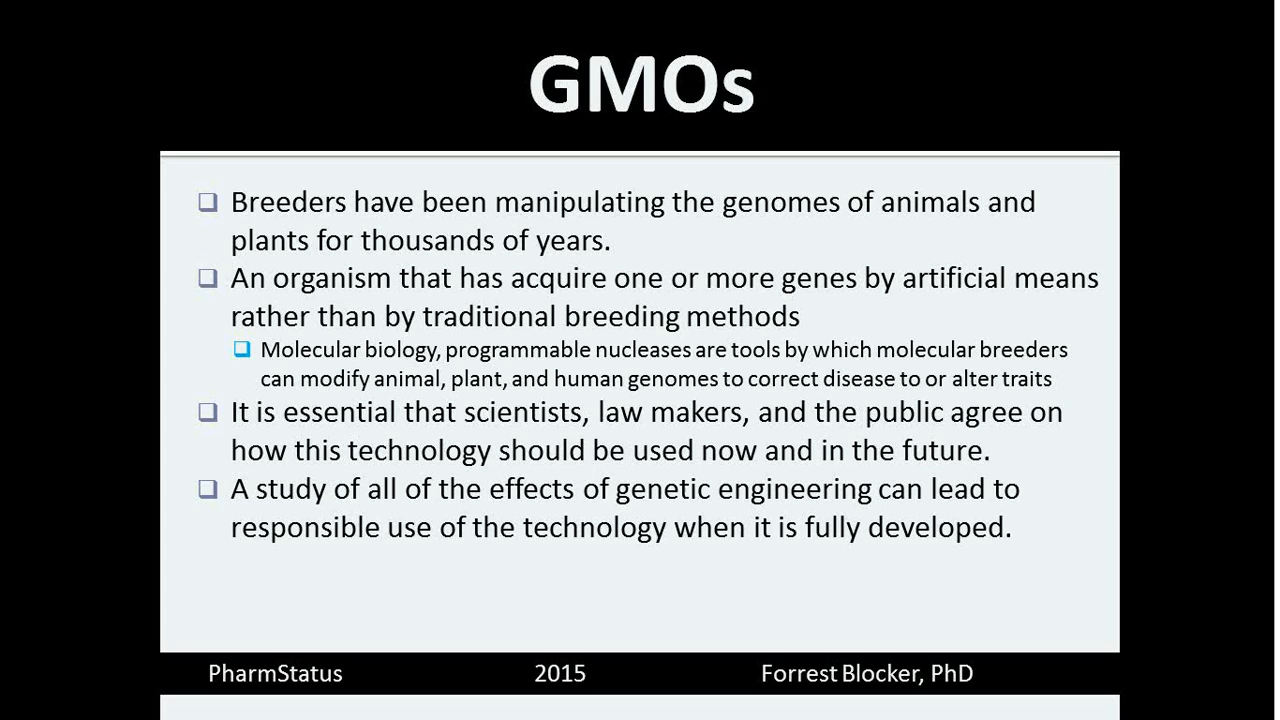 GMOs
Breeders have been manipulating the genomes of animals and
plants for thousands of years.
An organism that has acquire one or more genes by artificial means
rather than by traditional breeding methods
Molecular biology, programmable nucleases are tools by which molecular breeders
can modify animal, plant, and human genomes to correct disease to or alter traits
It is essential that scientists, law makers, and the public agree on
how this technology should be used now and in the future.
A study of all of the effects of genetic engineering can lead to
responsible use of the technology when it is fully developed.
PharmStatus 2015 Forrest Blocker, PhD